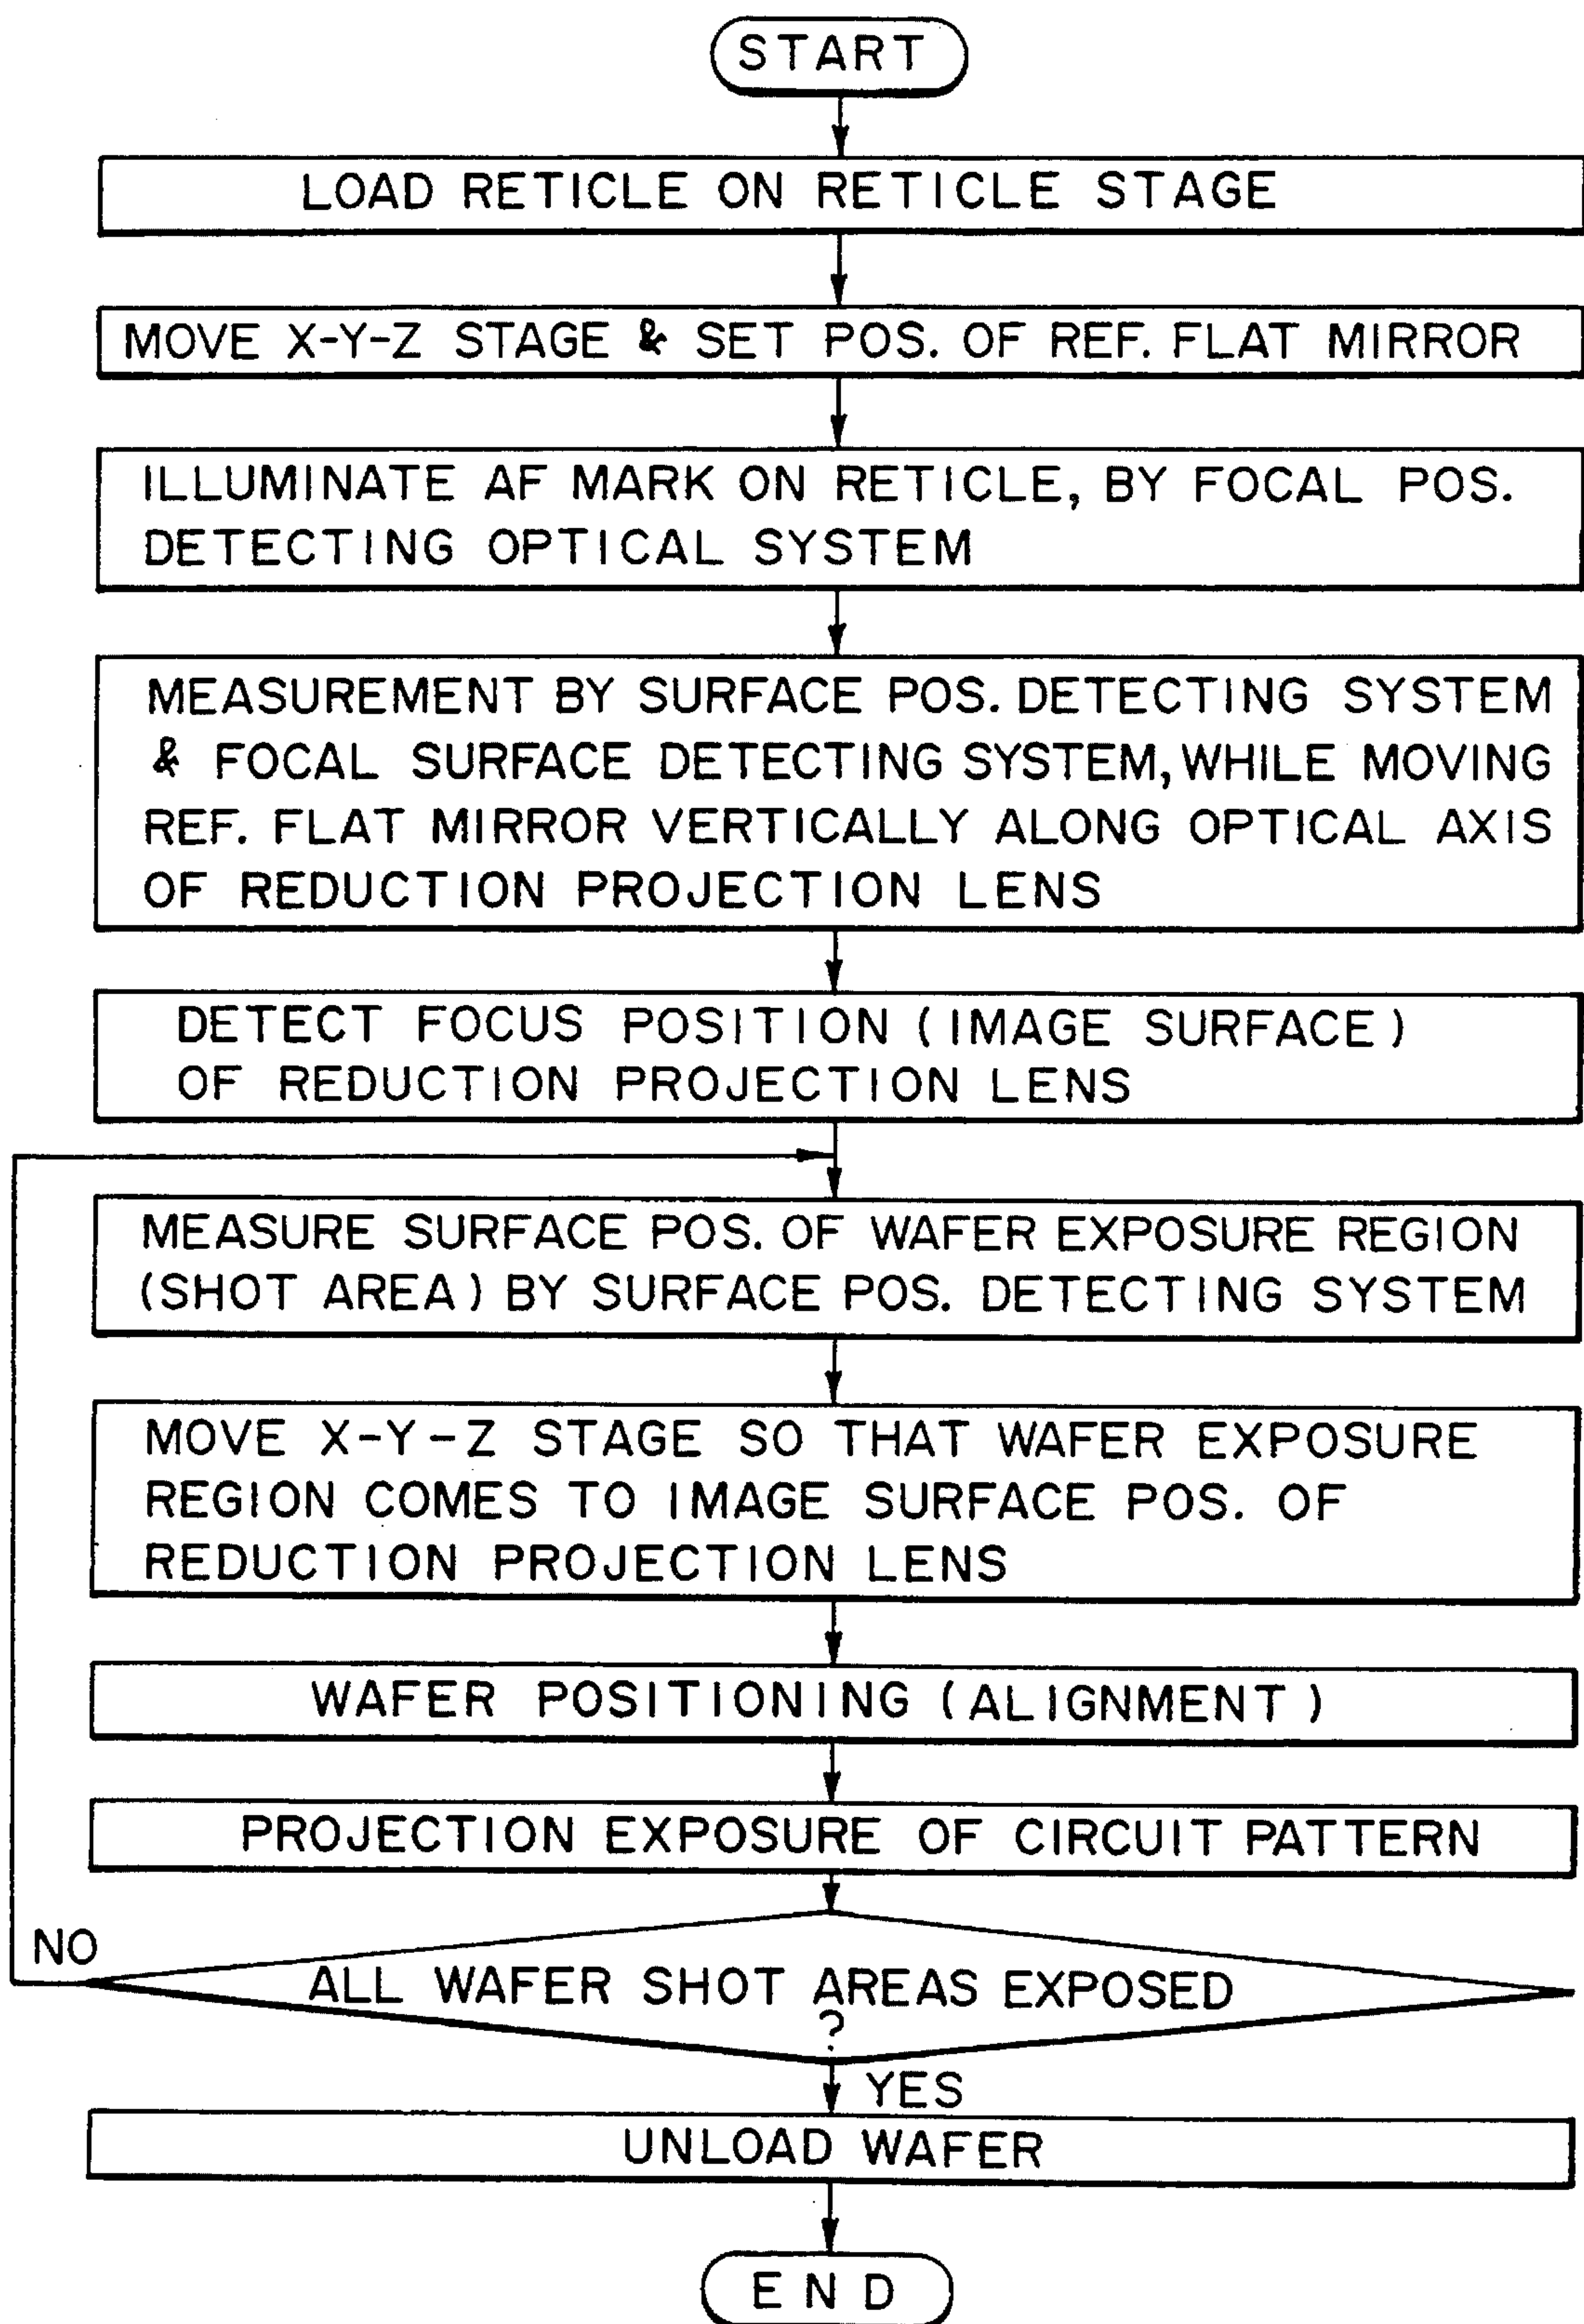 START
LOAD RETICLE ON RETICLE STAGE
MOVE X-Y-Z STAGE & SET POS. OF REF. FLAT MIRROR
ILLUMINATE AF MARK ON RETICLE, BY FOCAL POS.
DETECTING OPTICAL SYSTEM
MEASUREMENT BY SURFACE POS. DETECTING SYSTEM
& FOCAL SURFACE DETECTING SYSTEM, WHILE MOVING
REF. FLAT MIRROR VERTICALLY ALONG OPTICAL AXIS
OF REDUCTION PROJECTION LENS
DETECT FOCUS POSITION (IMAGE SURFACE)
OF REDUCTION PROJECTION LENS
MEASURE SURFACE POS. OF WAFER EXPOSURE REGION
(SHOT AREA) BY SURFACE POS. DETECTING SYSTEM
MOVE X-Y-Z STAGE SO THAT WAFER EXPOSURE
REGION COMES TO IMAGE SURFACE POS. OF
REDUCTION PROJECTION LENS
WAFER POSITIONING (ALIGNMENT)
PROJECTION EXPOSURE OF CIRCUIT PATTERN
NO
ALL WAFER SHOT AREAS EXPOSED
?
YES
UNLOAD WAFER
END